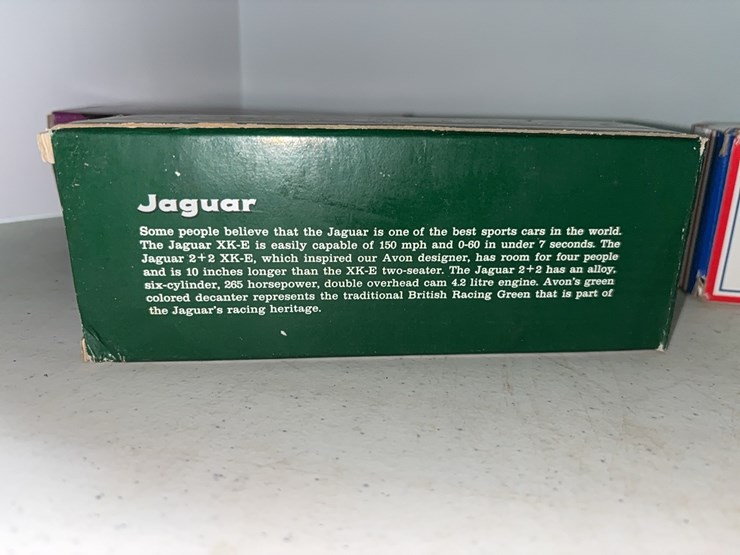 Jaguar
Some people believe that the Jaguar is one of the best sports cars in the world.
The Jaguar XK-E is easily capable of 150 mph and 0-60 in under 7 seconds. The
Jaguar 2+2 XK-E, which inspired our Avon designer, has room for four people
and is 10 inches longer than the XK-E two-seater. The Jaguar 2+2 has an alloy,
six-cylinder, 265 horsepower, double overhead cam 4.2 litre engine. Avon's green
colored decanter represents the traditional British Racing Green that is part of
the Jaguar's racing heritage.